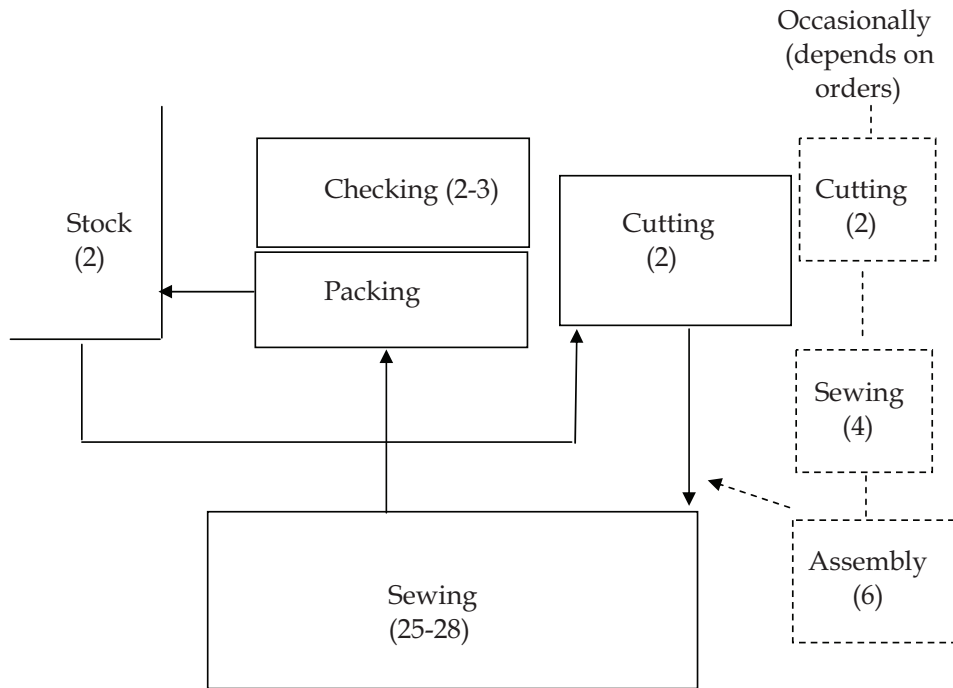 Occasionally
(depends on
orders)
Checking (2-3)
Cutting
(2)
Cutting
(2)
Stock
(2)
Packing
Sewing
(4)
Assembly
(6)
Sewing
(25-28)